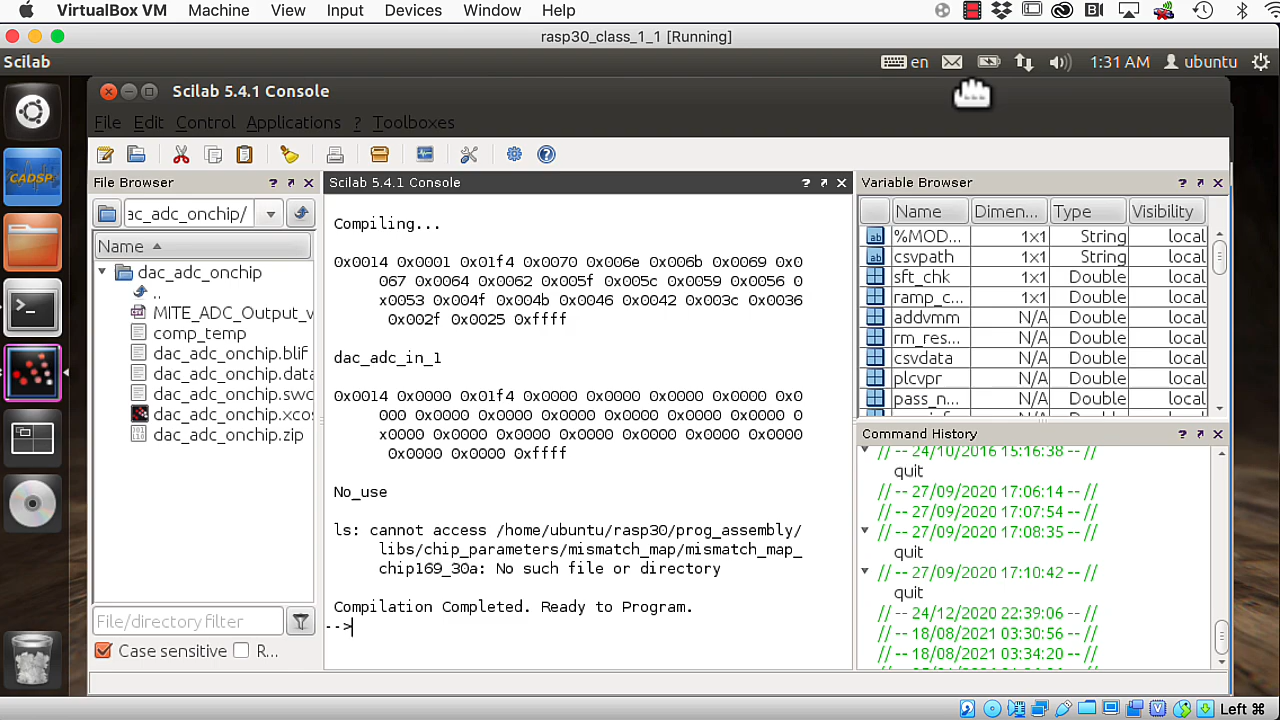 VirtualBox VM Machine View Input Devices Window Help
rasp30_class_1_1 [Running]
Scilab
en
1:31 AM
ubuntu
Scilab 5.4.1 Console
File Edit Control Applications ? Toolboxes
CADSP
File Browser
ac_adc_onchip/
Name
dac_adc_onchip
..
MITE_ADC_Output_v
comp_temp
dac_adc_onchip.blif
dac_adc_onchip.data
dac_adc_onchip.swc
dac_adc_onchip.xcos
dac_adc_onchip.zip
File/directory filter
Case sensitive R...
Scilab 5.4.1 Console
Compiling...
0x0014 0x0001 0x01f4 0x0070 0x006e 0x006b 0x0069 0x0
067 0x0064 0x0062 0x005f 0x005c 0x0059 0x0056 0
x0053 0x004f 0x004b 0x0046 0x0042 0x003c 0x0036
0x002f 0x0025 0xffff
dac_adc_in_1
0x0014 0x0000 0x01f4 0x0000 0x0000 0x0000 0x0000 0x0
000 0x0000 0x0000 0x0000 0x0000 0x0000 0x0000 0
x0000 0x0000 0x0000 0x0000 0x0000 0x0000 0x0000
0x0000 0x0000 0xffff
No_use
ls: cannot access /home/ubuntu/rasp30/prog_assembly/
libs/chip_parameters/mismatch_map/mismatch_map_
chip169_30a: No such file or directory
Compilation Completed. Ready to Program.
-->
Variable Browser
Name Dimen... Type Visibility
%MOD... 1x1 String local
csvpath 1x1 String local
sft_chk 1x1 Double local
ramp_c... 1x1 Double local
addvmm N/A Double local
rm_res... N/A Double local
csvdata N/A Double local
plcvpr N/A Double local
pass_n... N/A Double local
Command History
// -- 24/10/2016 15:16:38 -- //
quit
// -- 27/09/2020 17:06:14 -- //
// -- 27/09/2020 17:07:54 -- //
// -- 27/09/2020 17:08:35 -- //
quit
// -- 27/09/2020 17:10:42 -- //
quit
// -- 24/12/2020 22:39:06 -- //
// -- 18/08/2021 03:30:56 -- //
// -- 18/08/2021 03:34:20 -- //
Left ⌘